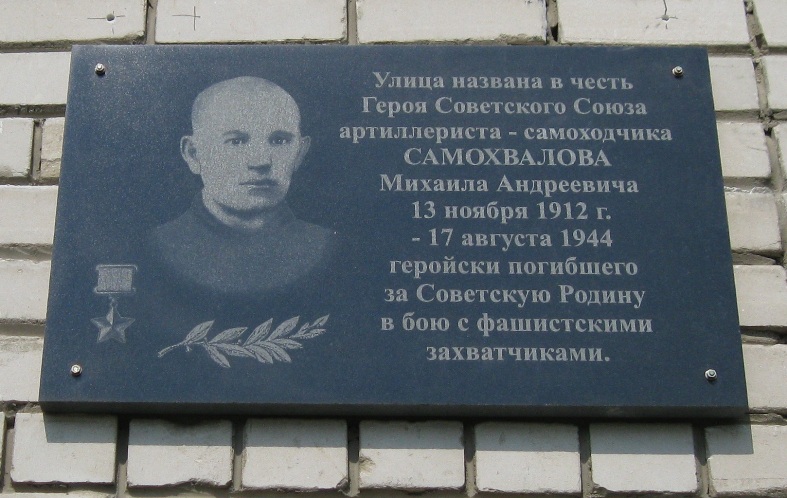 Улица названа в честь
Героя Советского Союза
артиллериста - самоходчика
САМОХВАЛОВА
Михаила Андреевича
13 ноября 1912 г.
- 17 августа 1944
геройски погибшего
за Советскую Родину
в бою с фашистскими
захватчиками.